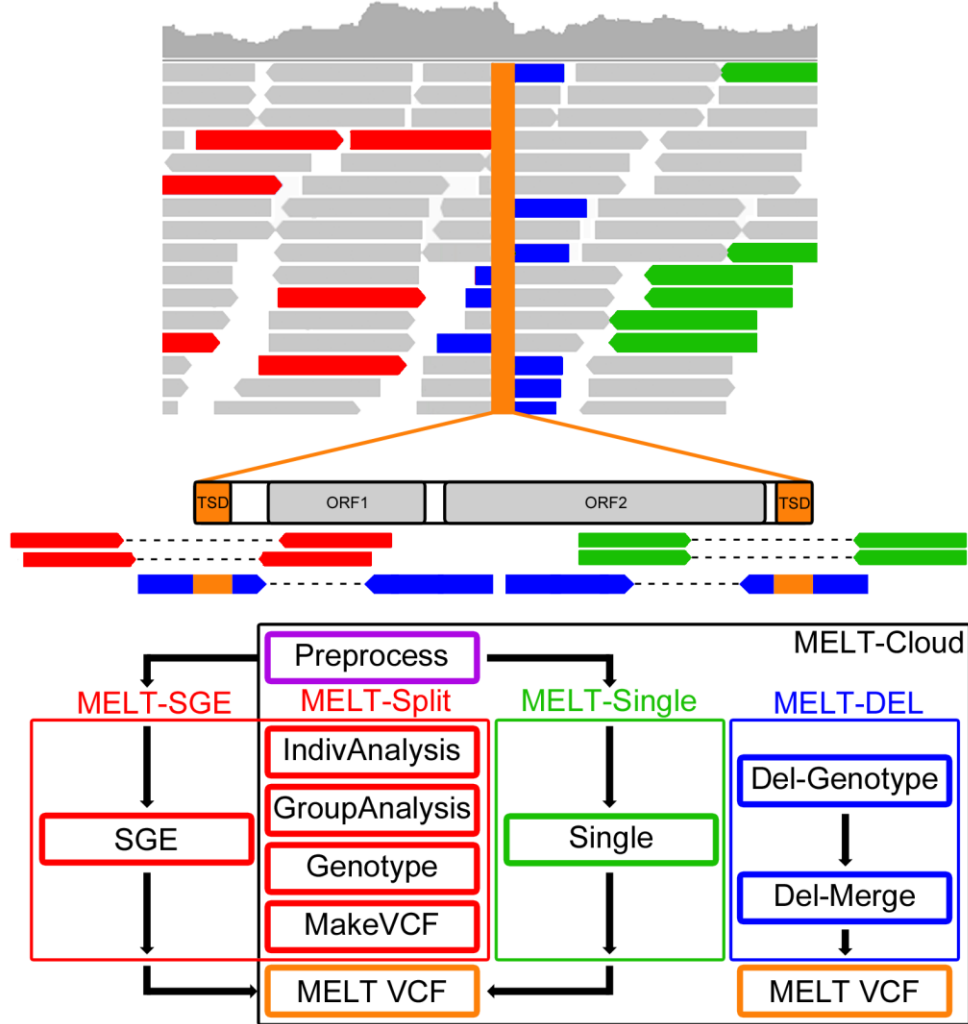 TSD ORF1 ORF2 TSD
MELT-Cloud
Preprocess
MELT-SGE MELT-Split MELT-Single MELT-DEL
IndivAnalysis
Del-Genotype
GroupAnalysis
SGE
Single
Genotype
Del-Merge
MakeVCF
MELT VCF MELT VCF